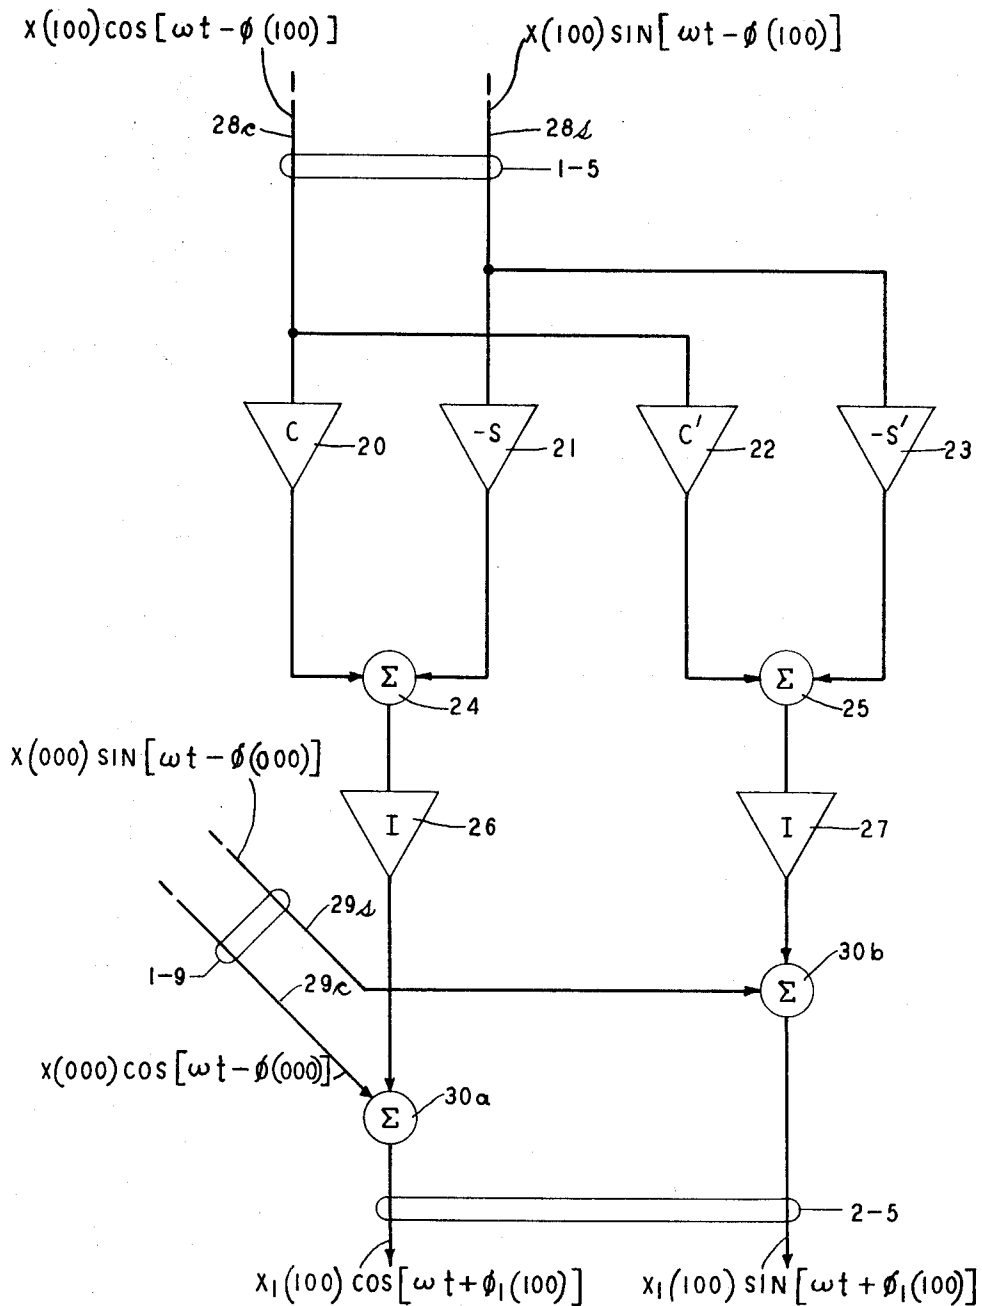 X(100) COS[ωt-ϕ(100)]
X(100) SIN[ωt-ϕ(100)]
28c
28s
1-5
C
20
-S
21
C'
22
-S'
23
Σ
24
Σ
25
X(000) SIN[ωt-ϕ(000)]
I
26
I
27
29s
1-9
29c
30b
Σ
X(000) COS[ωt-ϕ(000)]
30a
Σ
2-5
X₁(100) COS[ωt+ϕ₁(100)]
X₁(100) SIN[ωt+ϕ₁(100)]